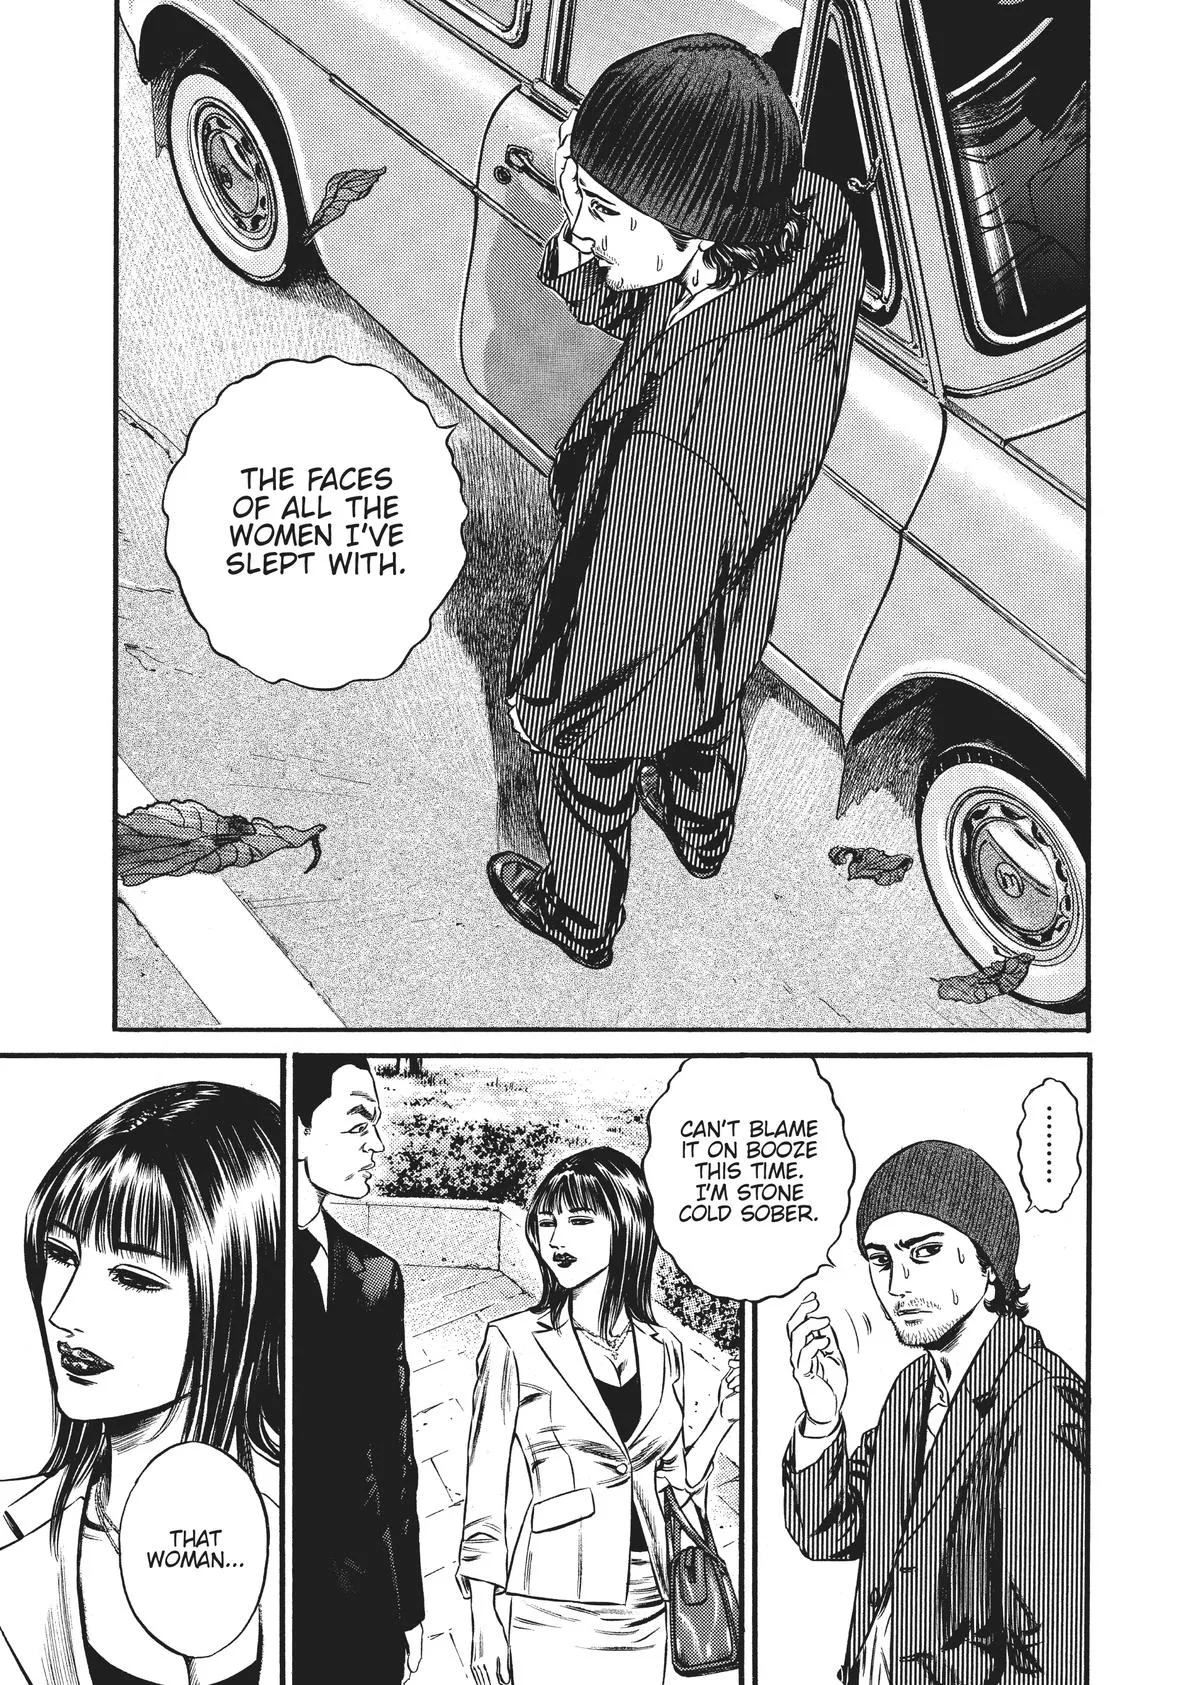 THE FACES
OF ALL THE
WOMEN I'VE
SLEPT WITH.
.........
CAN'T BLAME
IT ON BOOZE
THIS TIME.
I'M STONE
COLD SOBER.
THAT
WOMAN...